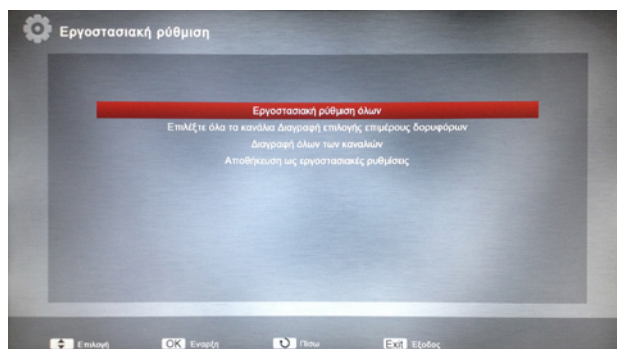 Εργοστασιακή ρύθμιση
Εργοστασιακή ρύθμιση όλων
Επιλέξτε όλα τα κανάλια Διαγραφή επιλογής επιμέρους δορυφόρων
Διαγραφή όλων των καναλιών
Αποθήκευση ως εργοστασιακές ρυθμίσεις
Επιλογή OK Εναρξη Πίσω Exit Έξοδος